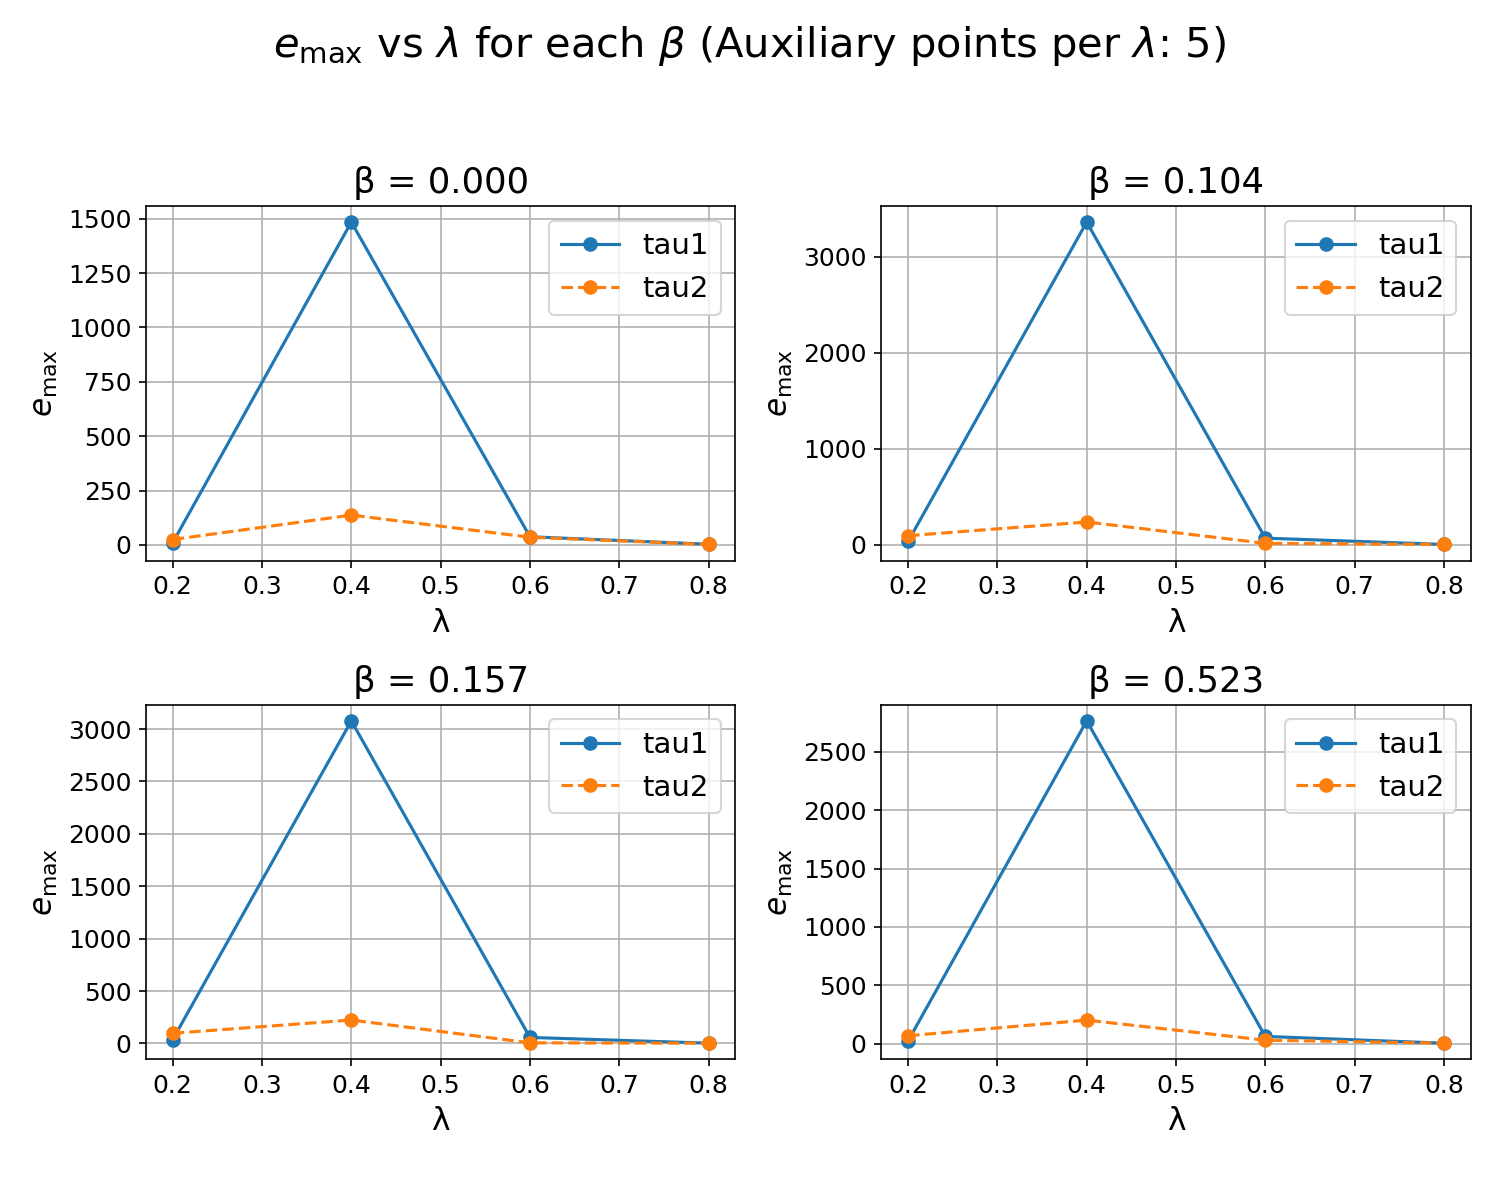 e_max vs λ for each β (Auxiliary points per λ: 5)
β = 0.000
1500
1250
1000
750
500
250
0
e_max
tau1
tau2
0.2 0.3 0.4 0.5 0.6 0.7 0.8
λ
β = 0.104
3000
2000
1000
0
e_max
tau1
tau2
0.2 0.3 0.4 0.5 0.6 0.7 0.8
λ
β = 0.157
3000
2500
2000
1500
1000
500
0
e_max
tau1
tau2
0.2 0.3 0.4 0.5 0.6 0.7 0.8
λ
β = 0.523
2500
2000
1500
1000
500
0
e_max
tau1
tau2
0.2 0.3 0.4 0.5 0.6 0.7 0.8
λ